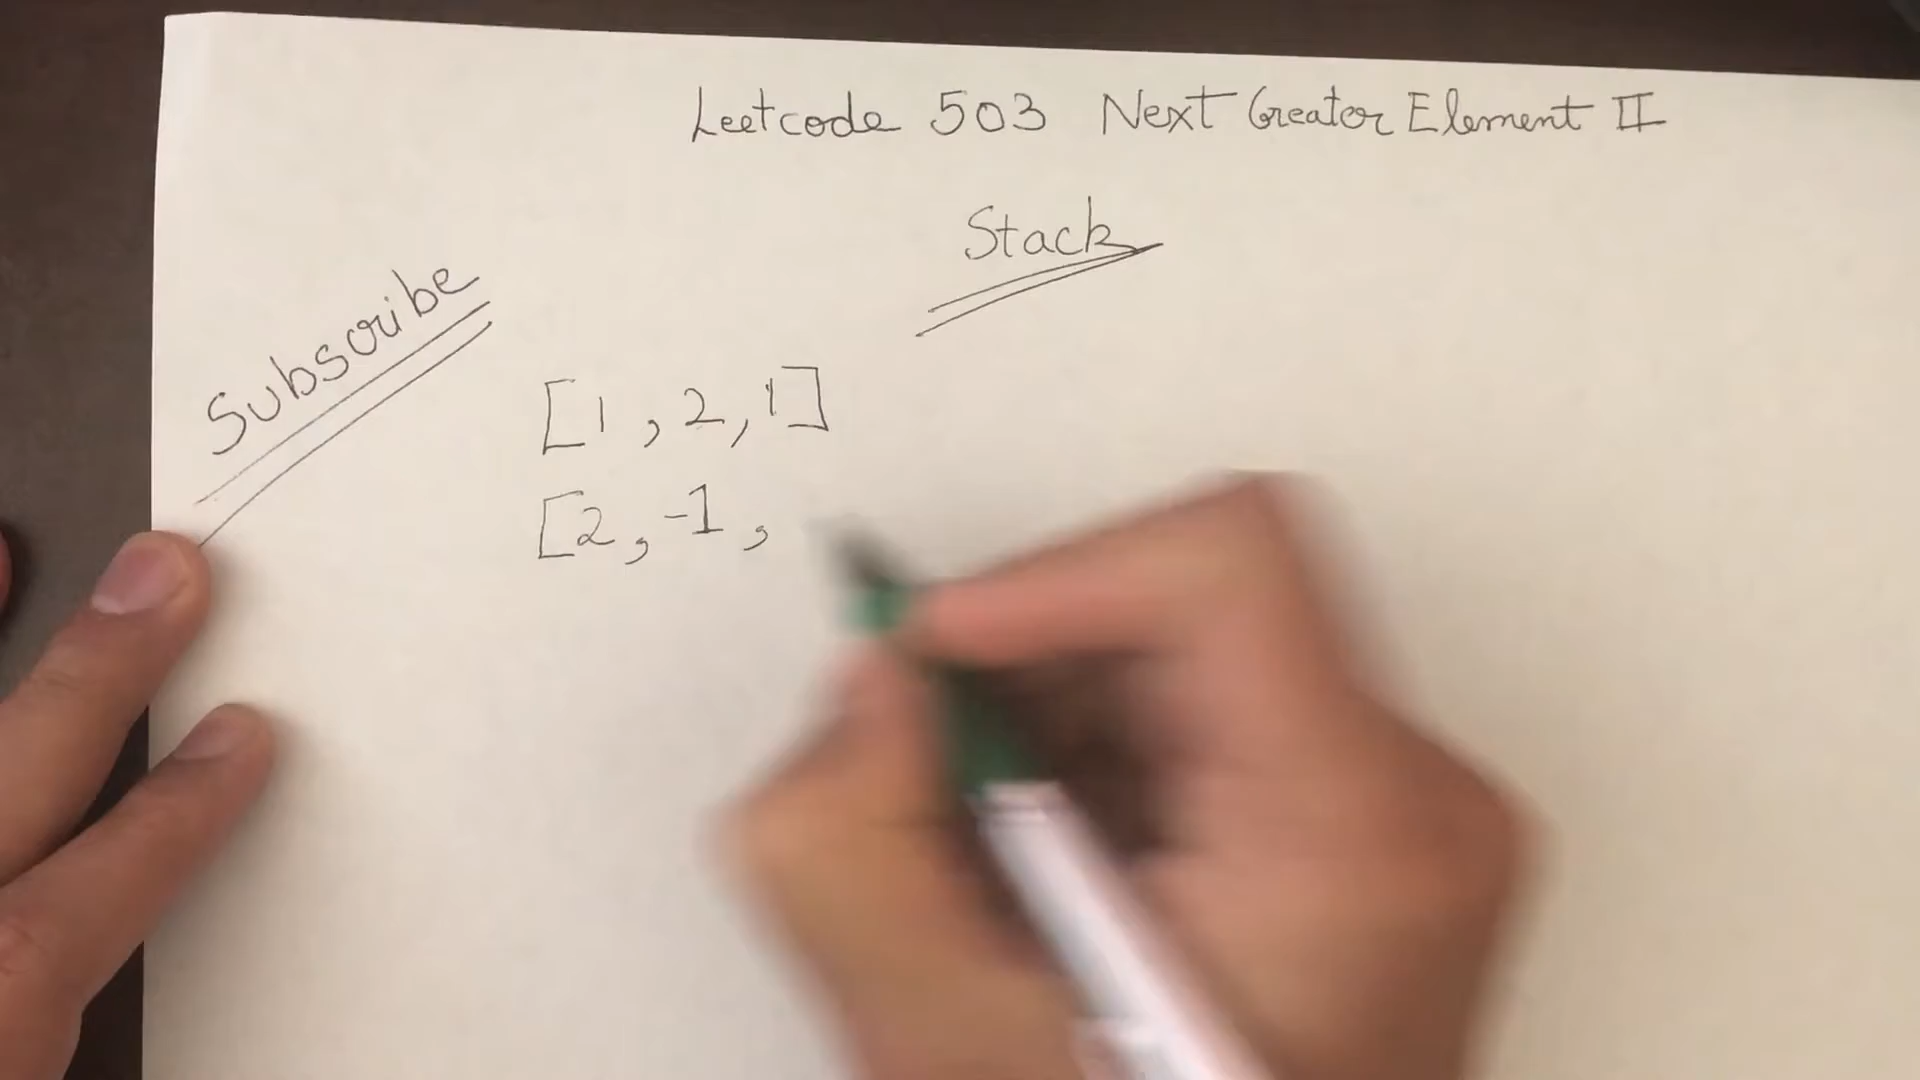 Leetcode 503 Next Greater Element II
Stack
Subscribe
[1, 2, 1]
[2, -1,